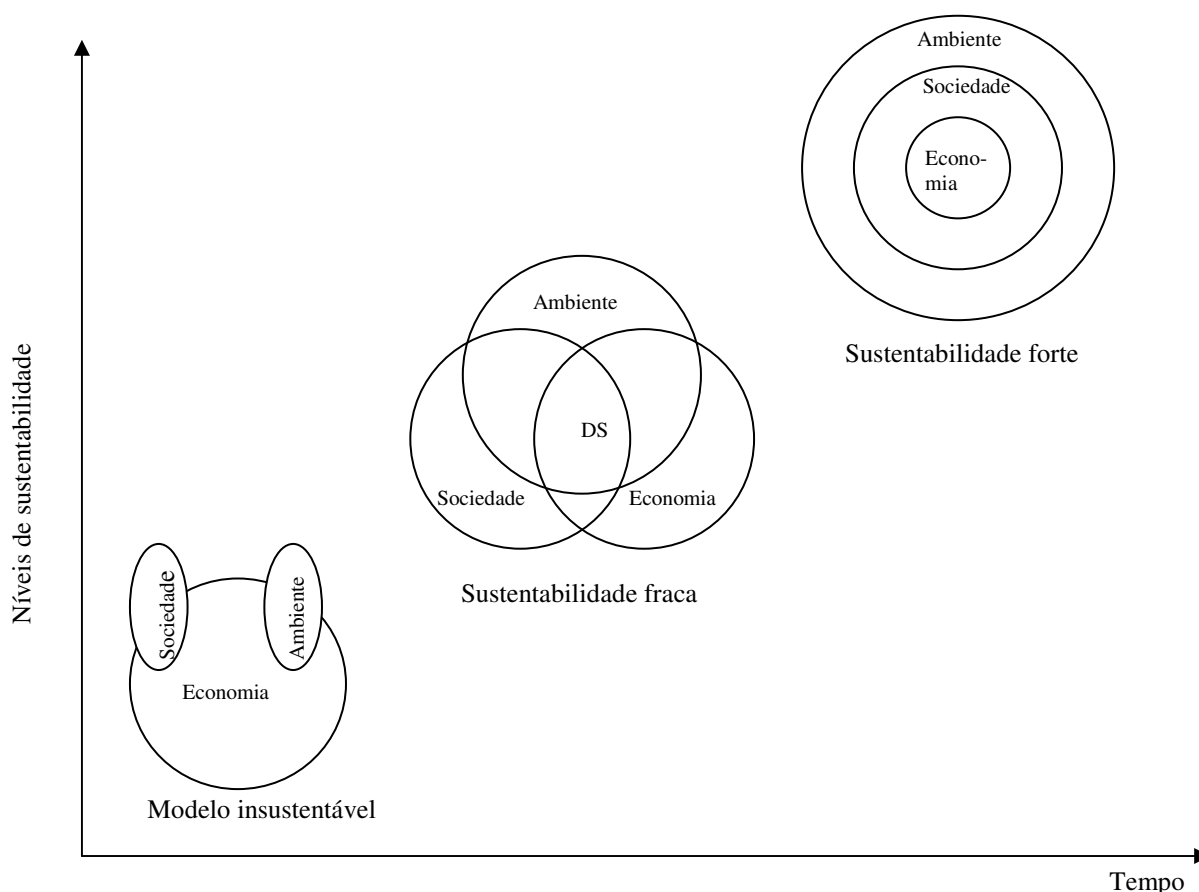 Ambiente
Sociedade
Econo-
mia
Sustentabilidade forte
Ambiente
DS
Sociedade
Economia
Sustentabilidade fraca
Sociedade
Ambiente
Economia
Modelo insustentável
Níveis de sustentabilidade
Tempo